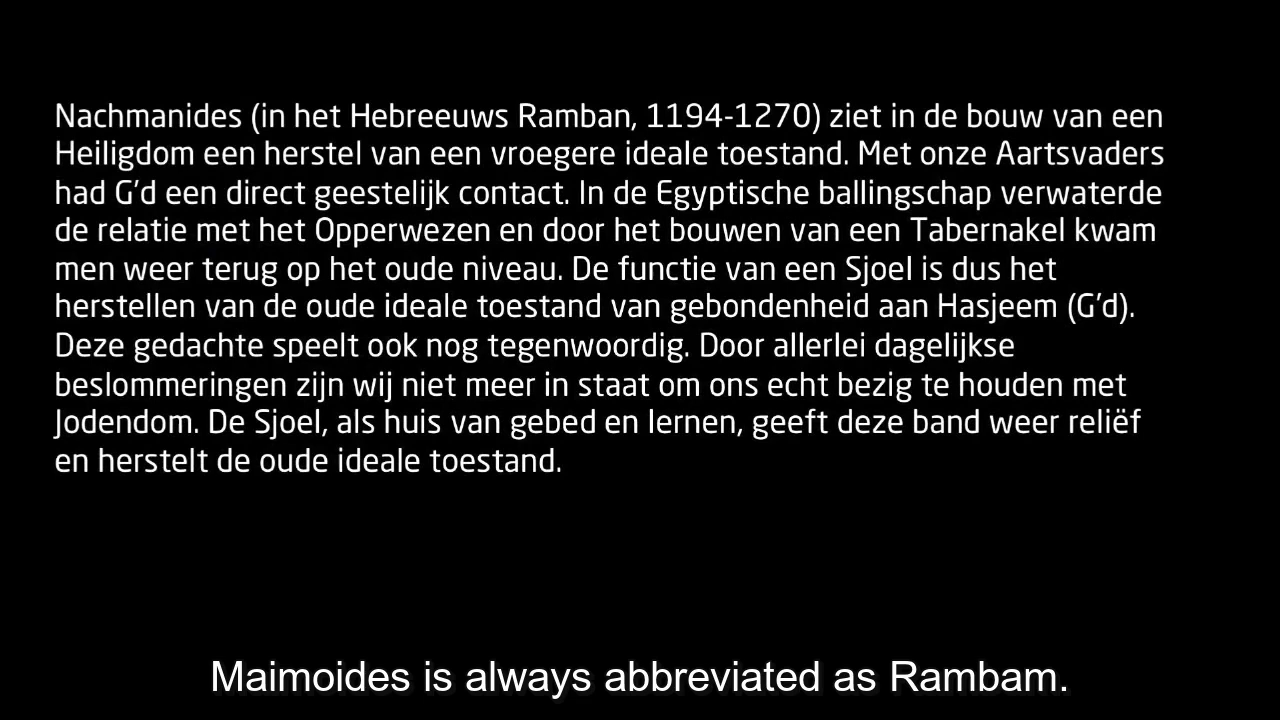 Nachmanides (in het Hebreeuws Ramban, 1194-1270) ziet in de bouw van een
Heiligdom een herstel van een vroegere ideale toestand. Met onze Aartsvaders
had G’d een direct geestelijk contact. In de Egyptische ballingschap verwaterde
de relatie met het Opperwezen en door het bouwen van een Tabernakel kwam
men weer terug op het oude niveau. De functie van een Sjoel is dus het
herstellen van de oude ideale toestand van gebondenheid aan Hasjeem (G’d).
Deze gedachte speelt ook nog tegenwoordig. Door allerlei dagelijkse
beslommeringen zijn wij niet meer in staat om ons echt bezig te houden met
Jodendom. De Sjoel, als huis van gebed en lernen, geeft deze band weer reliëf
en herstelt de oude ideale toestand.
Maimoides is always abbreviated as Rambam.